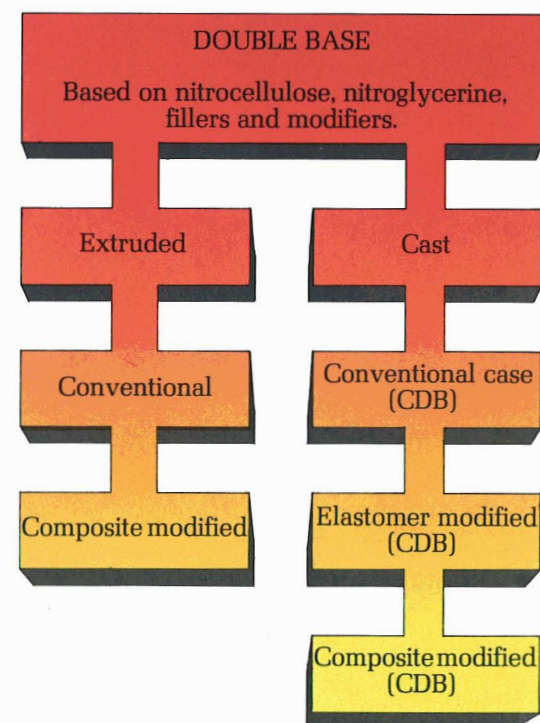 DOUBLE BASE
Based on nitrocellulose, nitroglycerine,
fillers and modifiers.
Extruded
Cast
Conventional
Conventional case
(CDB)
Composite modified
Elastomer modified
(CDB)
Composite modified
(CDB)